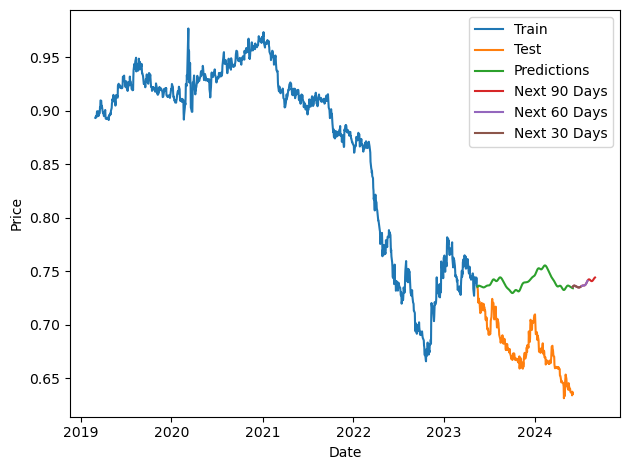 Train
Test
Predictions
Next 90 Days
Next 60 Days
Next 30 Days
0.95
0.90
0.85
0.80
0.75
0.70
0.65
Price
2019 2020 2021 2022 2023 2024
Date